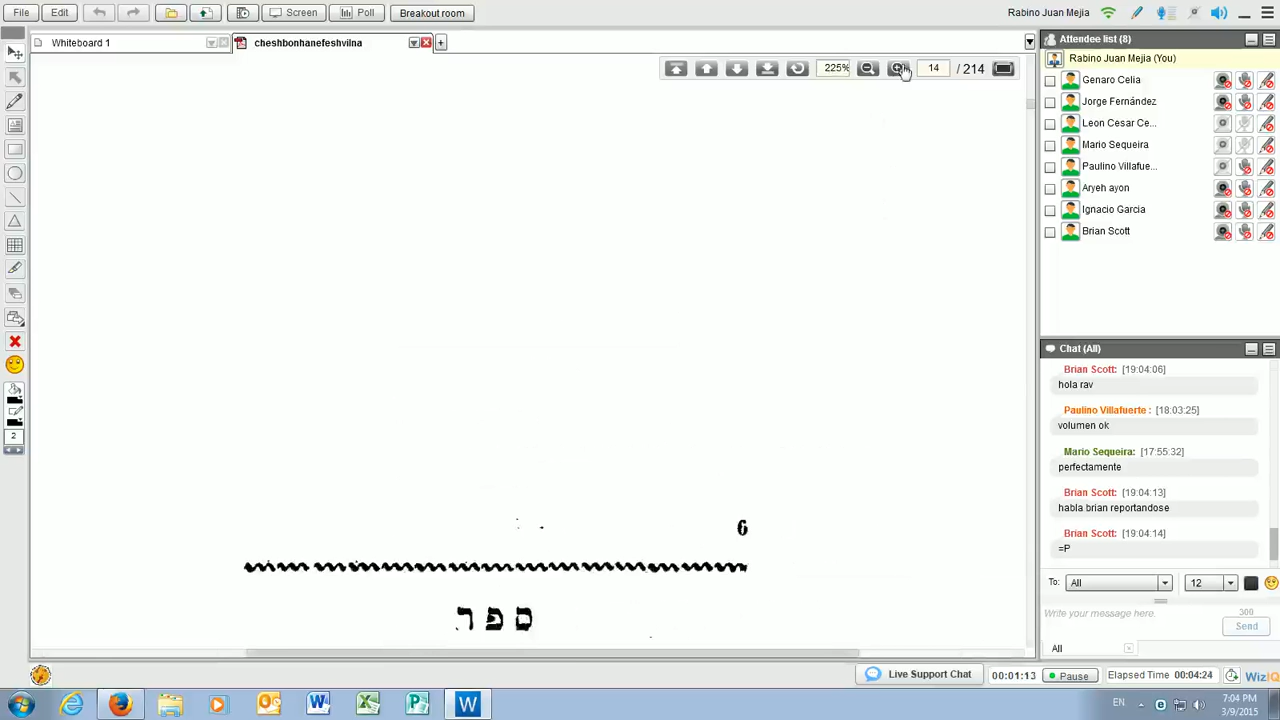 File Edit Screen Poll Breakout room Rabino Juan Mejia
Whiteboard 1 cheshbonhanefeshvilna
225% 14 / 214
6
ספר
2
Attendee list (8)
Rabino Juan Mejia (You)
Genaro Celia
Jorge Fernández
Leon Cesar Ce...
Mario Sequeira
Paulino Villafue...
Aryeh ayon
Ignacio Garcia
Brian Scott
Chat (All)
Brian Scott: [19:04:06]
hola rav
Paulino Villafuerte : [18:03:25]
volumen ok
Mario Sequeira: [17:55:32]
perfectamente
Brian Scott: [19:04:13]
habla brian reportandose
Brian Scott: [19:04:14]
=P
To: All 12
Write your message here. 300
Send
All
Live Support Chat 00:01:13 Pause Elapsed Time 00:04:24 WizIQ
EN 7:04 PM
3/9/2015